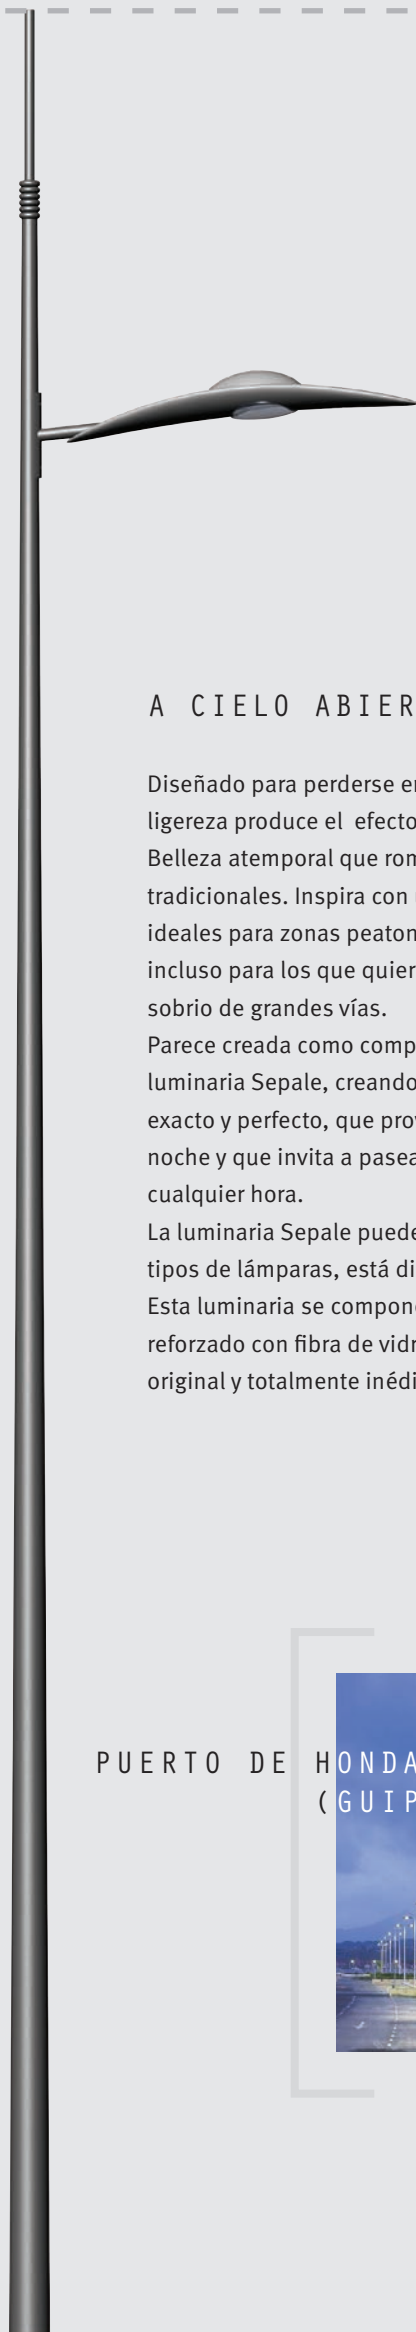 A CIELO ABIER
Diseñado para perderse en
ligereza produce el efecto
Belleza atemporal que rom
tradicionales. Inspira con
ideales para zonas peaton
incluso para los que quier
sobrio de grandes vías.
Parece creada como comp
luminaria Sepale, creando
exacto y perfecto, que prov
noche y que invita a pasea
cualquier hora.
La luminaria Sepale puede
tipos de lámparas, está di
Esta luminaria se compone
reforzado con fibra de vidr
original y totalmente inédi
PUERTO DE HONDA
(GUIP